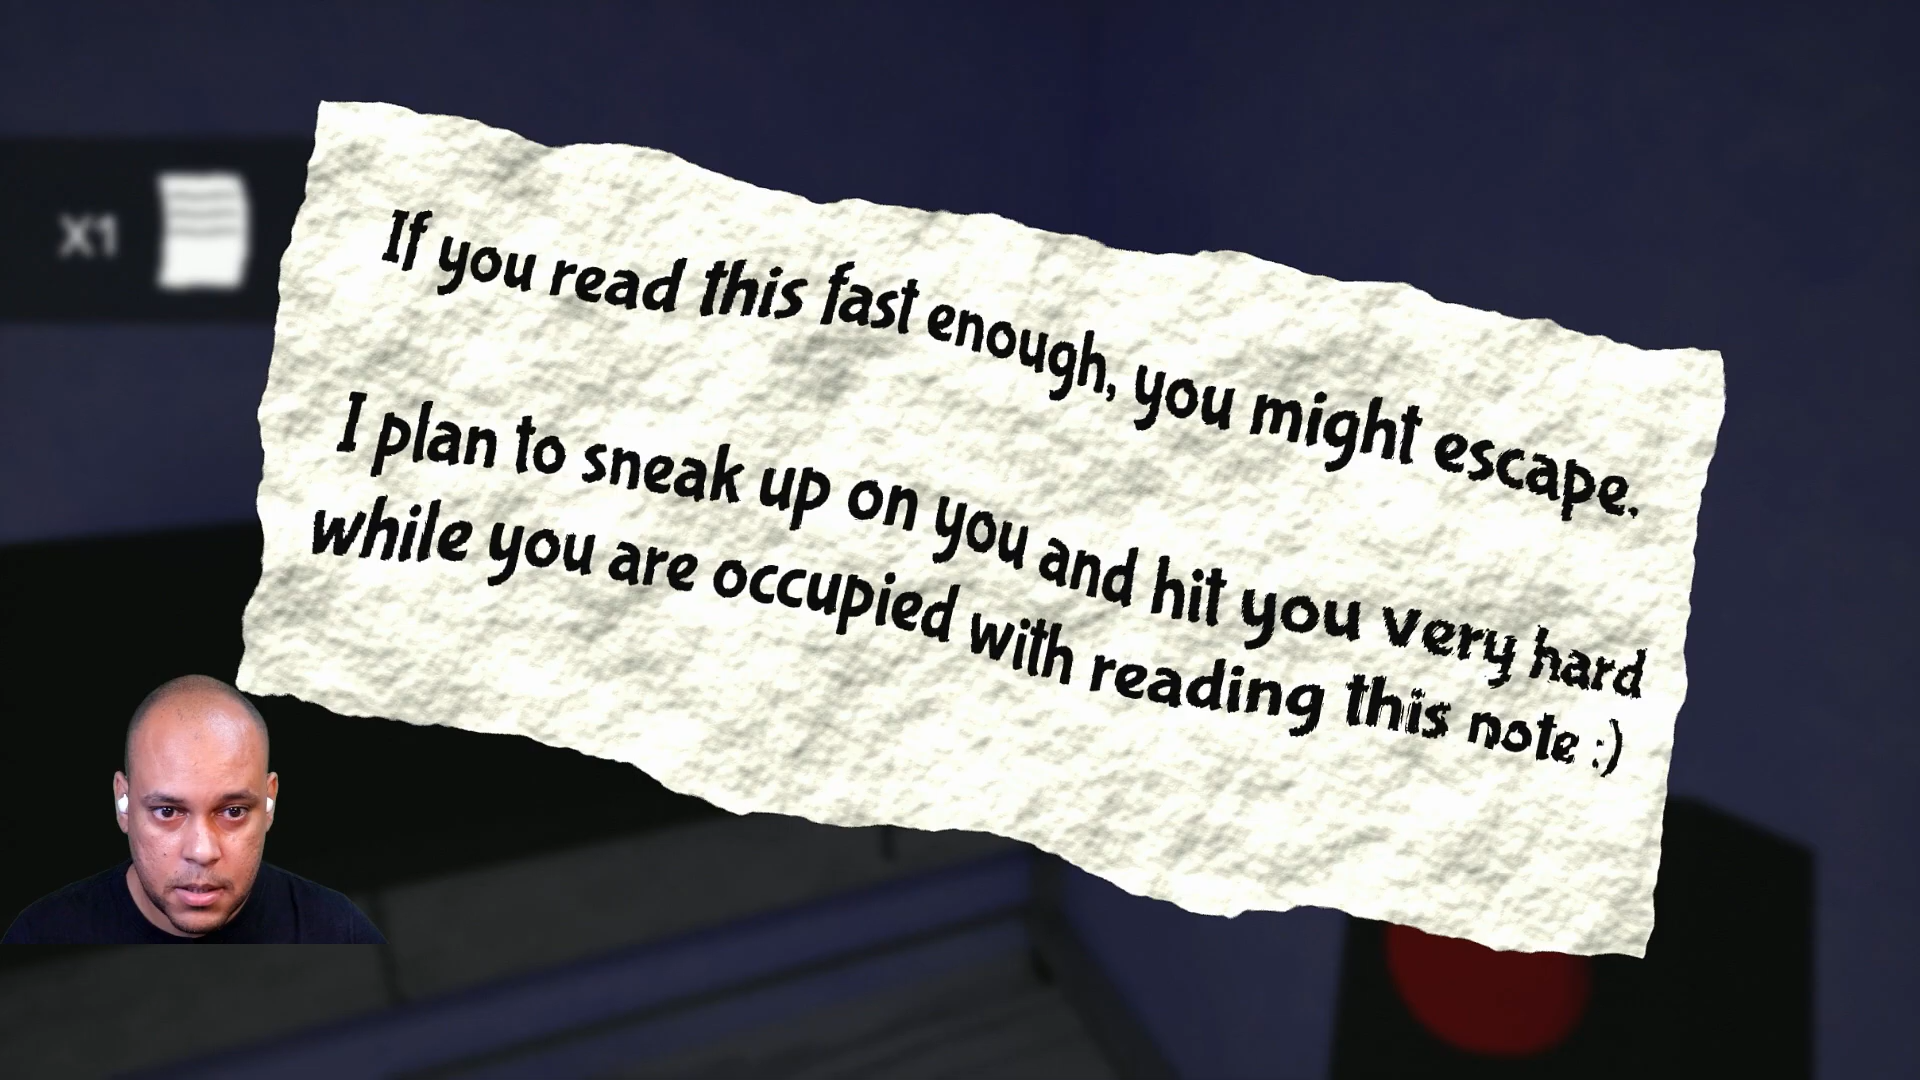 X1
If you read this fast enough, you might escape.
I plan to sneak up on you and hit you very hard
while you are occupied with reading this note :)